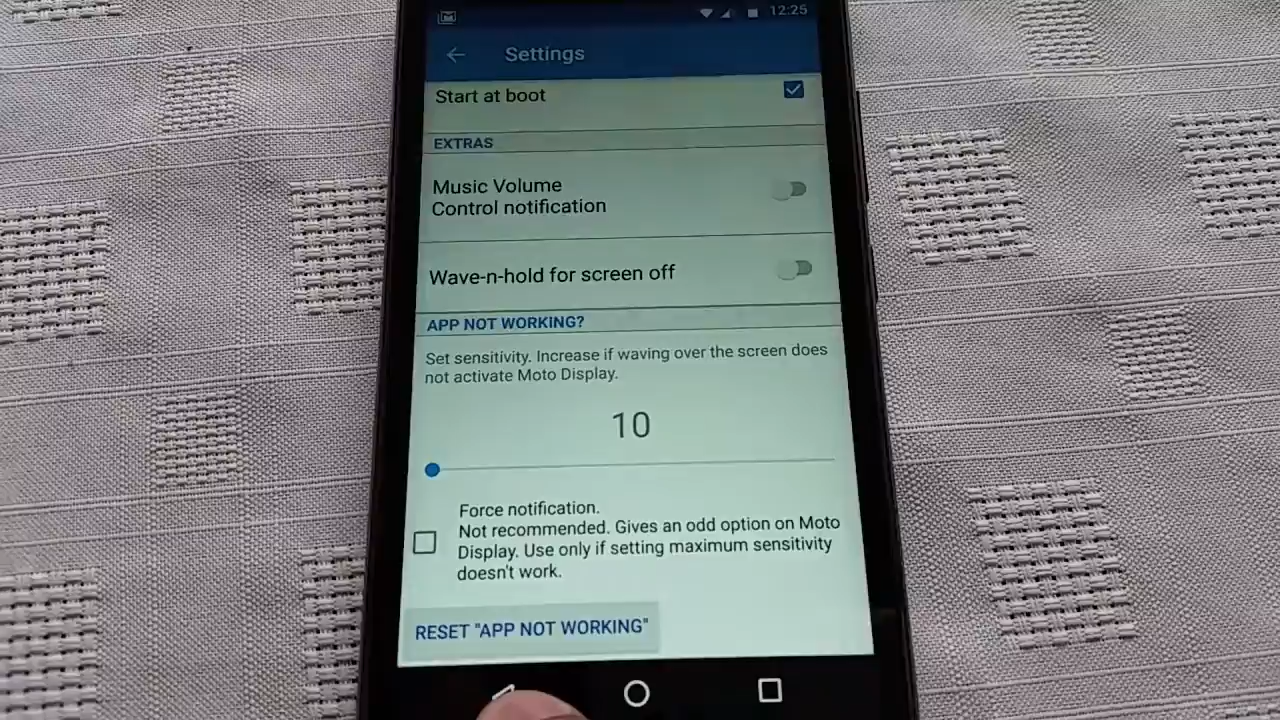 12:25
Settings
Start at boot
EXTRAS
Music Volume
Control notification
Wave-n-hold for screen off
APP NOT WORKING?
Set sensitivity. Increase if waving over the screen does
not activate Moto Display.
10
Force notification.
Not recommended. Gives an odd option on Moto
Display. Use only if setting maximum sensitivity
doesn't work.
RESET "APP NOT WORKING"